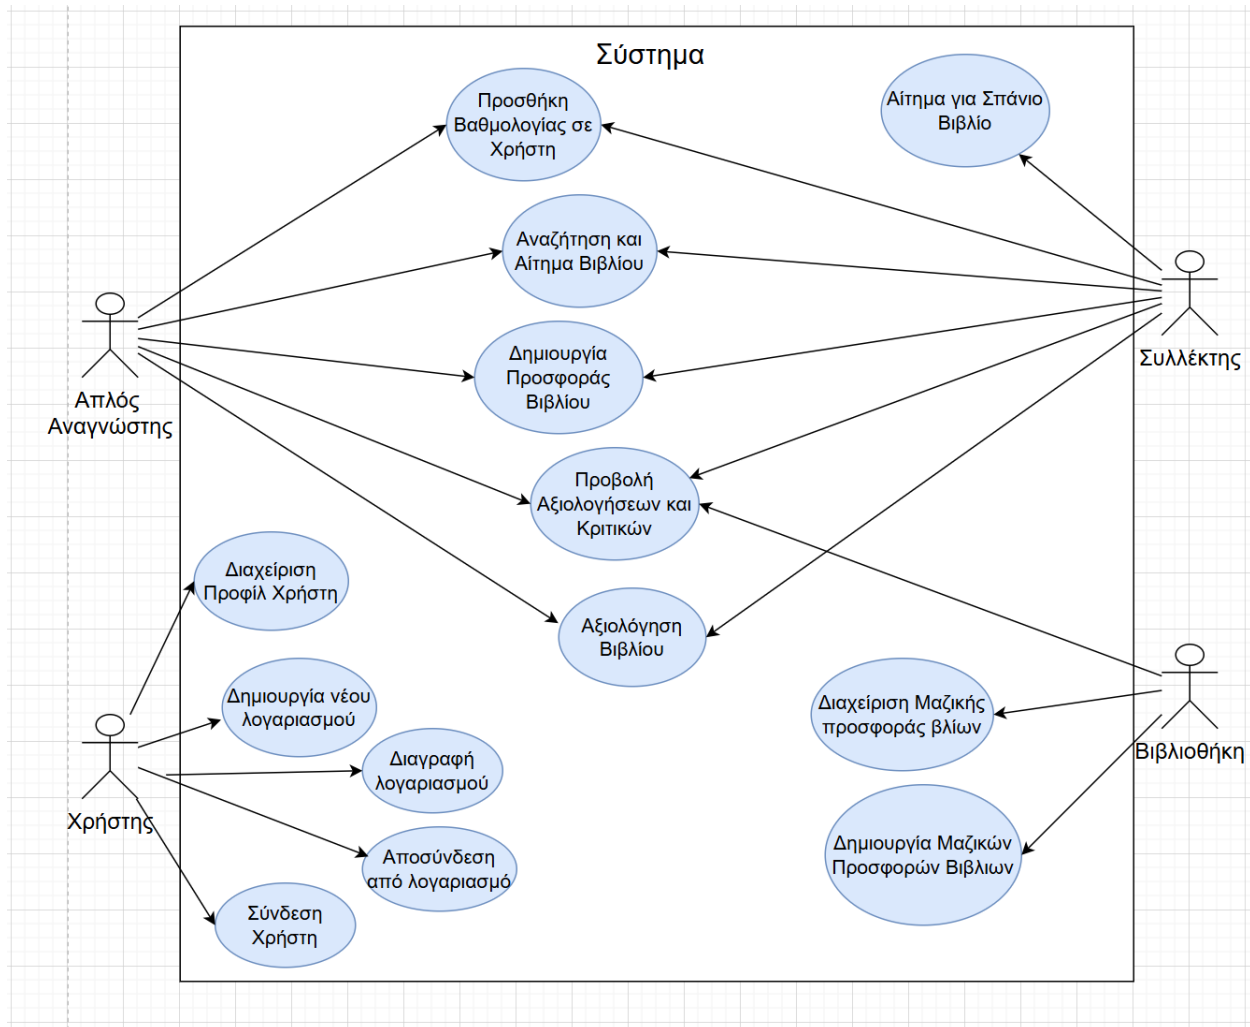 Σύστημα
Προσθήκη
Βαθμολογίας σε
Χρήστη
Αίτημα για Σπάνιο
Βιβλίο
Αναζήτηση και
Αίτημα Βιβλίου
Δημιουργία
Προσφοράς
Βιβλίου
Συλλέκτης
Απλός
Αναγνώστης
Προβολή
Αξιολογήσεων και
Κριτικών
Διαχείριση
Προφίλ Χρήστη
Αξιολόγηση
Βιβλίου
Δημιουργία νέου
λογαριασμού
Διαχείριση Μαζικής
προσφοράς βλίων
Βιβλιοθήκη
Διαγραφή
λογαριασμού
Χρήστης
Δημιουργία Μαζικών
Προσφορών Βιβλιων
Αποσύνδεση
από λογαριασμό
Σύνδεση
Χρήστη